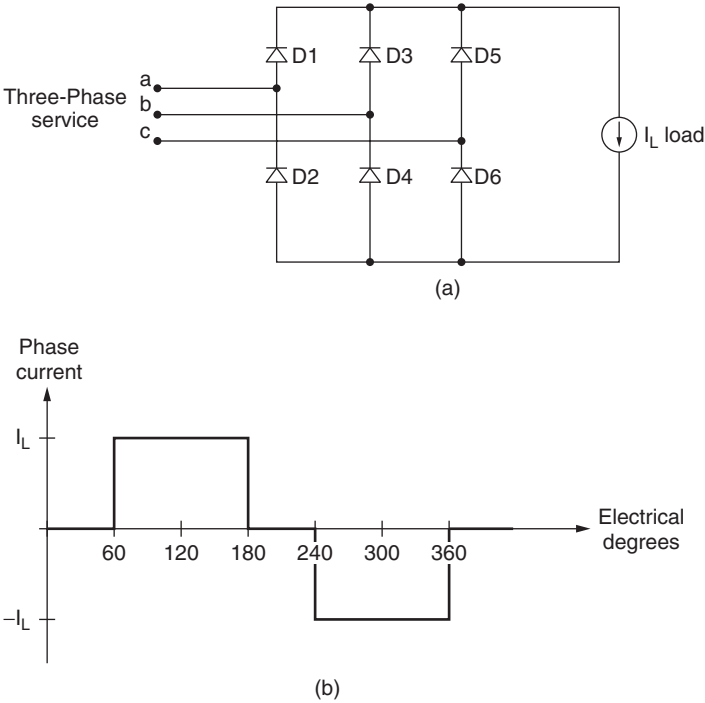 D1
D3
D5
Three-Phase
service
a
b
c
I_L load
D2
D4
D6
(a)
Phase
current
I_L
60
120
180
240
300
360
Electrical
degrees
–I_L
(b)